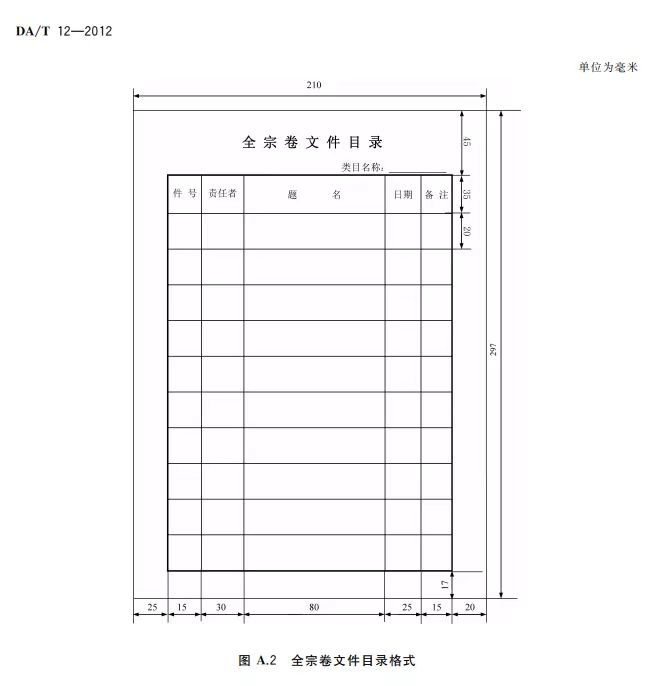 DA/T 12—2012
单位为毫米
210
全宗卷文件目录
45
类目名称：
件号 责任者 题 名 日期 备注
35
20
297
17
25 15 30 80 25 15 20
图 A.2 全宗卷文件目录格式